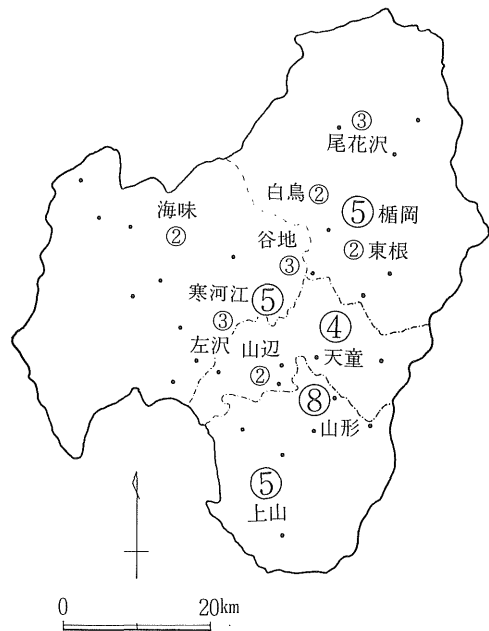 ③
尾花沢
白鳥②
⑤楯岡
②東根
海味
②
谷地
③
寒河江⑤
③
左沢
山辺
②
④
天童
⑧
山形
⑤
上山
0 20km